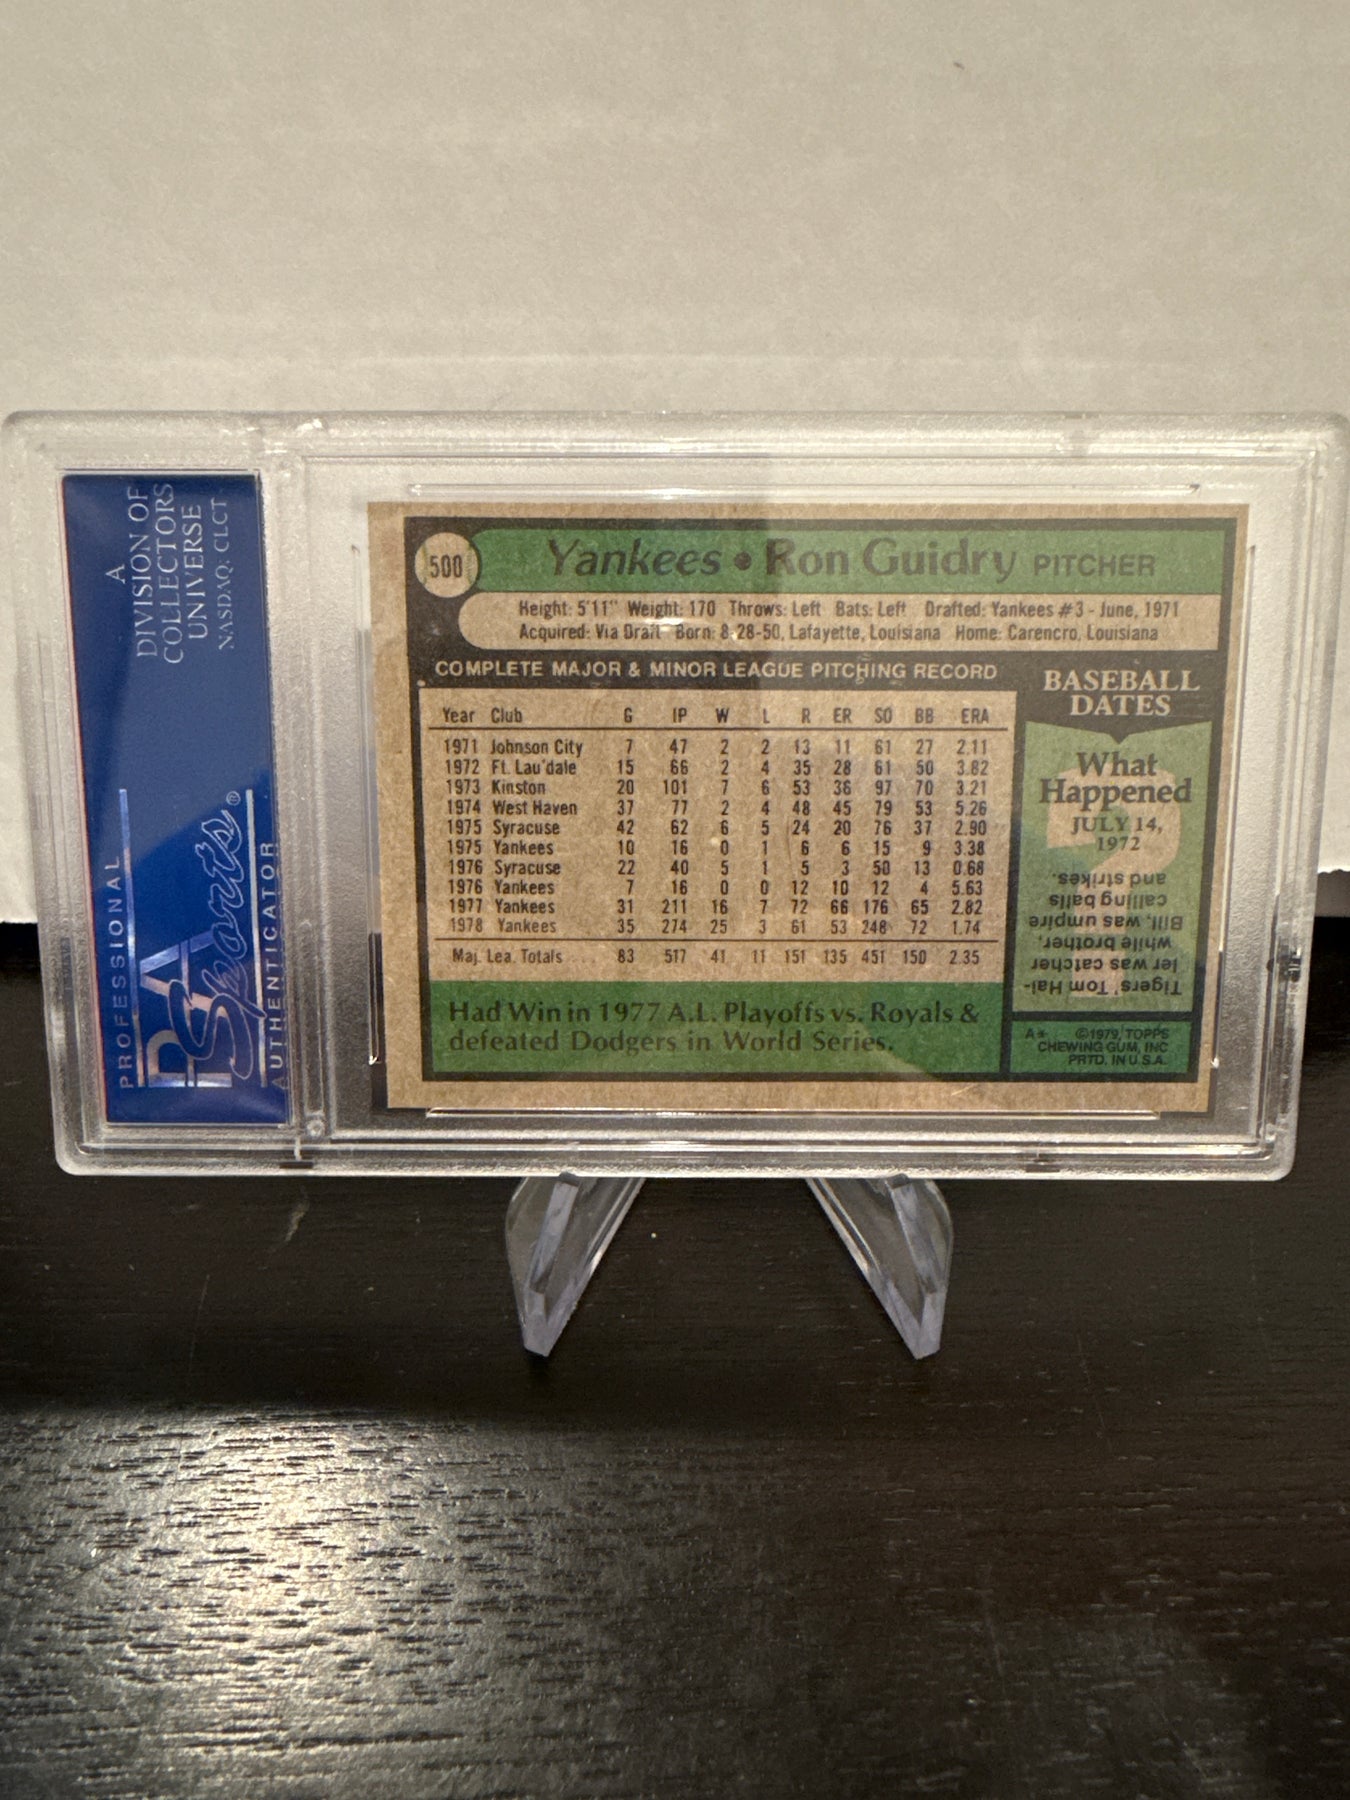 A
DIVISION OF
COLLECTORS
UNIVERSE
NASDAQ, CLCT
PROFESSIONAL
PSA
Sports®
AUTHENTICATOR
500 Yankees • Ron Guidry PITCHER
Height: 5'11" Weight: 170 Throws: Left Bats: Left Drafted: Yankees #3 - June, 1971
Acquired: Via Draft Born: 8-28-50, Lafayette, Louisiana Home: Carencro, Louisiana
COMPLETE MAJOR & MINOR LEAGUE PITCHING RECORD
Year Club G IP W L R ER SO BB ERA
1971 Johnson City 7 47 2 2 13 11 61 27 2.11
1972 Ft. Lau'dale 15 66 2 4 35 28 61 50 3.82
1973 Kinston 20 101 7 6 53 36 97 70 3.21
1974 West Haven 37 77 2 4 48 45 79 53 5.26
1975 Syracuse 42 62 6 5 24 20 76 37 2.90
1975 Yankees 10 16 0 1 6 6 15 9 3.38
1976 Syracuse 22 40 5 1 5 3 50 13 0.68
1976 Yankees 7 16 0 0 12 10 12 4 5.63
1977 Yankees 31 211 16 7 72 66 176 65 2.82
1978 Yankees 35 274 25 3 61 53 248 72 1.74
Maj. Lea. Totals . . . 83 517 41 11 151 135 451 150 2.35
Had Win in 1977 A.L. Playoffs vs. Royals &
defeated Dodgers in World Series.
BASEBALL
DATES
What
Happened
JULY 14,
1972
Tigers' Tom Hal-
ler was catcher
while brother,
Bill, was umpire
calling balls
and strikes.
A* ©1979, TOPPS
CHEWING GUM, INC
PRTD. IN U.S.A.